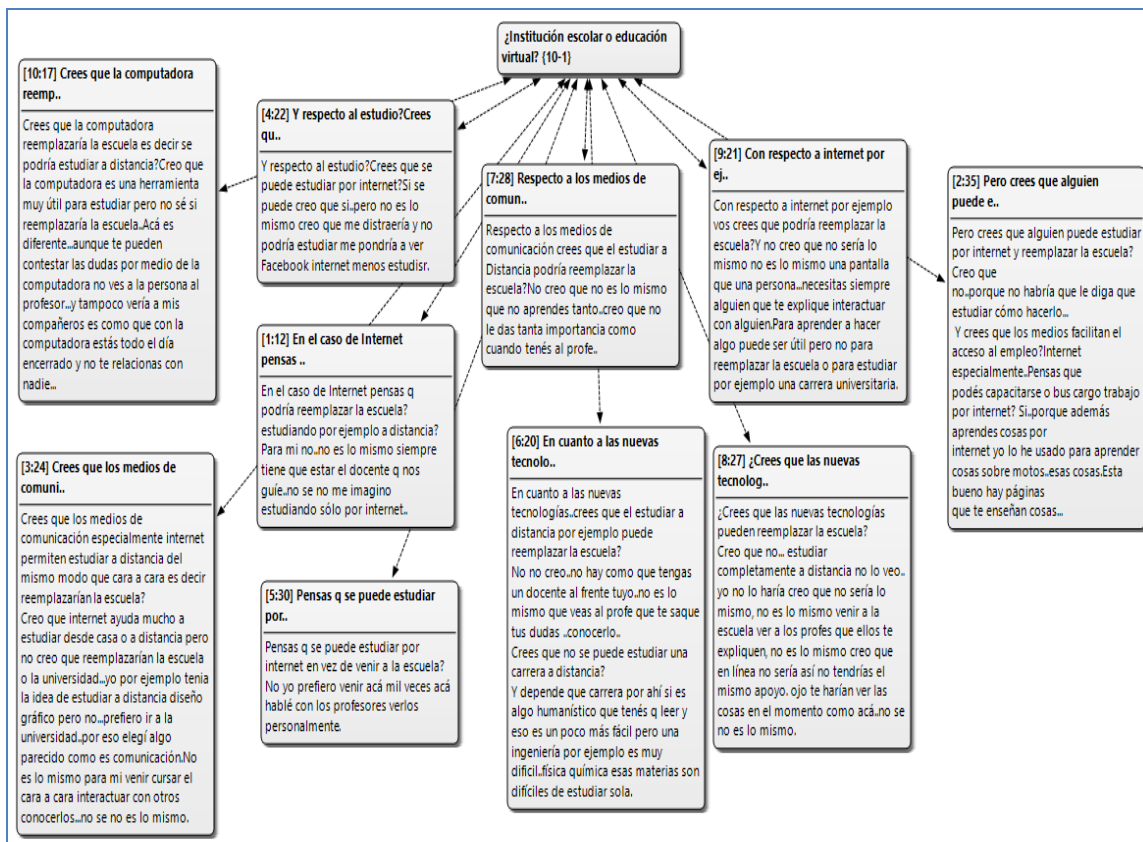 ¿Institución escolar o educación
virtual? {10-1}
[10:17] Crees que la computadora
reemp..
Crees que la computadora
reemplazaría la escuela es decir se
podría estudiar a distancia?Creo que
la computadora es una herramienta
muy útil para estudiar pero no sé si
reemplazaría la escuela..Acá es
diferente..aunque te pueden
contestar las dudas por medio de la
computadora no ves a la persona al
profesor...y tampoco vería a mis
compañeros es como que con la
computadora estás todo el día
encerrado y no te relacionas con
nadie...
[4:22] Y respecto al estudio?Crees
qu..
Y respecto al estudio?Crees que se
puede estudiar por internet?Si se
puede creo que si..pero no es lo
mismo creo que me distraería y no
podría estudiar me pondría a ver
Facebook internet menos estudisr.
[7:28] Respecto a los medios de
comun..
Respecto a los medios de
comunicación crees que el estudiar a
Distancia podría reemplazar la
escuela?No creo que no es lo mismo
que no aprendes tanto..creo que no
le das tanta importancia como
cuando tenés al profe..
[9:21] Con respecto a internet por
ej..
Con respecto a internet por ejemplo
vos crees que podría reemplazar la
escuela?Y no creo que no sería lo
mismo no es lo mismo una pantalla
que una persona...necesitas siempre
alguien que te explique interactuar
con alguien.Para aprender a hacer
algo puede ser útil pero no para
reemplazar la escuela o para estudiar
por ejemplo una carrera universitaria.
[2:35] Pero crees que alguien
puede e..
Pero crees que alguien puede estudiar
por internet y reemplazar la escuela?
Creo que
no..porque no habría que le diga que
estudiar cómo hacerlo...
Y crees que los medios facilitan el
acceso al empleo?Internet
especialmente..Pensas que
podés capacitarse o bus cargo trabajo
por internet? Si..porque además
aprendes cosas por
internet yo lo he usado para aprender
cosas sobre motos..esas cosas.Esta
bueno hay páginas
que te enseñan cosas...
[1:12] En el caso de Internet
pensas ..
En el caso de Internet pensas q
podría reemplazar la escuela?
estudiando por ejemplo a distancia?
Para mi no..no es lo mismo siempre
tiene que estar el docente q nos
guíe..no se no me imagino
estudiando sólo por internet..
[3:24] Crees que los medios de
comuni..
Crees que los medios de
comunicación especialmente internet
permiten estudiar a distancia del
mismo modo que cara a cara es decir
reemplazarían la escuela?
Creo que internet ayuda mucho a
estudiar desde casa o a distancia pero
no creo que reemplazarían la escuela
o la universidad...yo por ejemplo tenia
la idea de estudiar a distancia diseño
gráfico pero no...prefiero ir a la
universidad..por eso elegí algo
parecido como es comunicación.No
es lo mismo para mi venir cursar el
cara a cara interactuar con otros
conocerlos...no se no es lo mismo.
[5:30] Pensas q se puede estudiar
por..
Pensas q se puede estudiar por
internet en vez de venir a la escuela?
No yo prefiero venir acá mil veces acá
hablé con los profesores verlos
personalmente.
[6:20] En cuanto a las nuevas
tecnolo..
En cuanto a las nuevas
tecnologías..crees que el estudiar a
distancia por ejemplo puede
reemplazar la escuela?
No no creo..no hay como que tengas
un docente al frente tuyo..no es lo
mismo que veas al profe que te saque
tus dudas ..conocerlo..
Crees que no se puede estudiar una
carrera a distancia?
Y depende que carrera por ahí si es
algo humanístico que tenés q leer y
eso es un poco más fácil pero una
ingeniería por ejemplo es muy
dificil..física química esas materias son
difíciles de estudiar sola.
[8:27] ¿Crees que las nuevas
tecnolog..
¿Crees que las nuevas tecnologías
pueden reemplazar la escuela?
Creo que no... estudiar
completamente a distancia no lo veo..
yo no lo haría creo que no sería lo
mismo, no es lo mismo venir a la
escuela ver a los profes que ellos te
expliquen, no es lo mismo creo que
en línea no sería así no tendrías el
mismo apoyo. ojo te harían ver las
cosas en el momento como acá..no se
no es lo mismo.